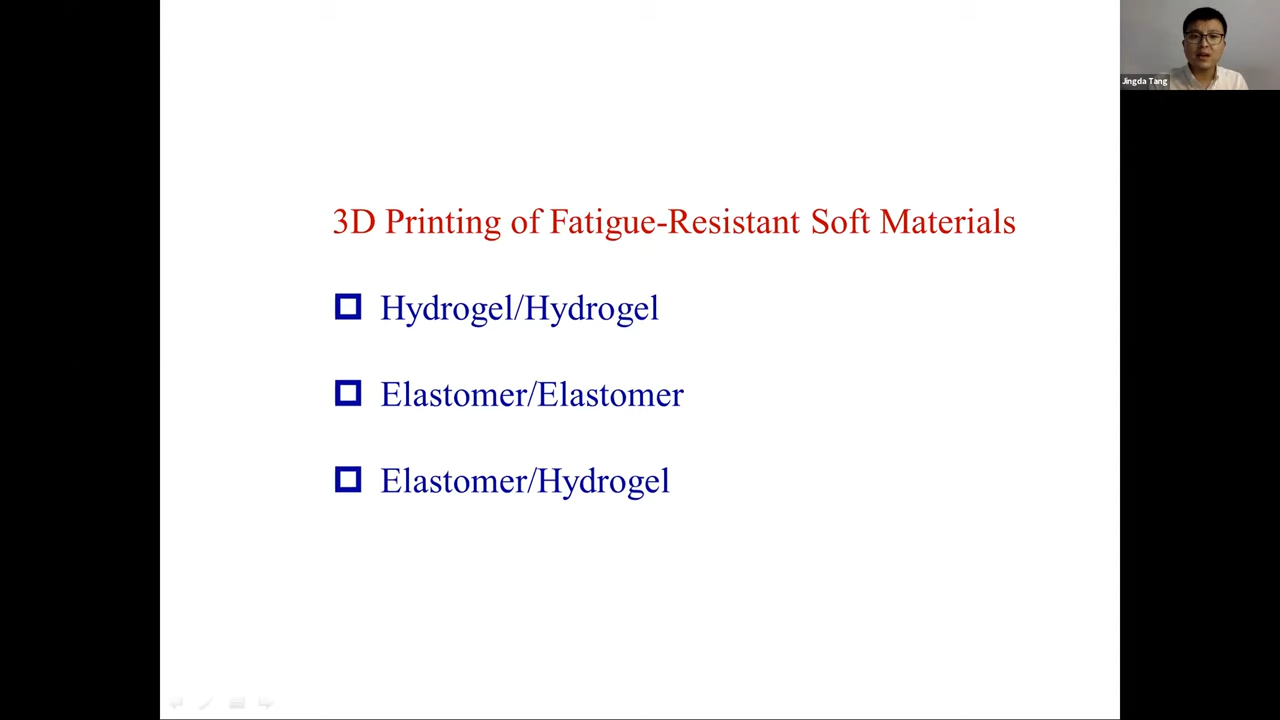 Jingda Tang
3D Printing of Fatigue-Resistant Soft Materials
Hydrogel/Hydrogel
Elastomer/Elastomer
Elastomer/Hydrogel